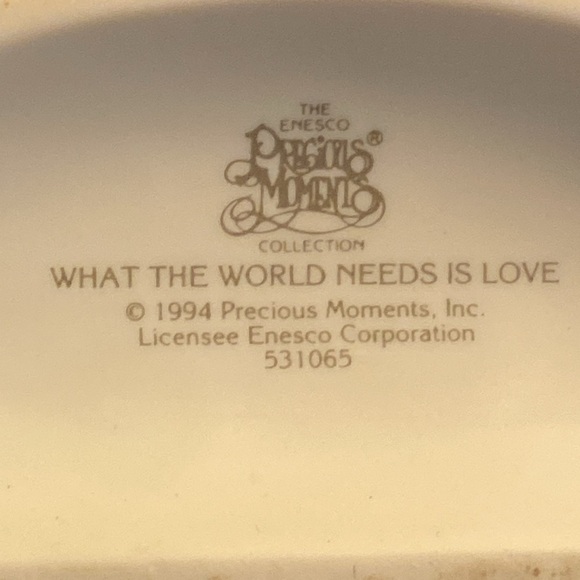 THE
ENESCO
PRECIOUS®
MOMENTS
COLLECTION
WHAT THE WORLD NEEDS IS LOVE
© 1994 Precious Moments, Inc.
Licensee Enesco Corporation
531065